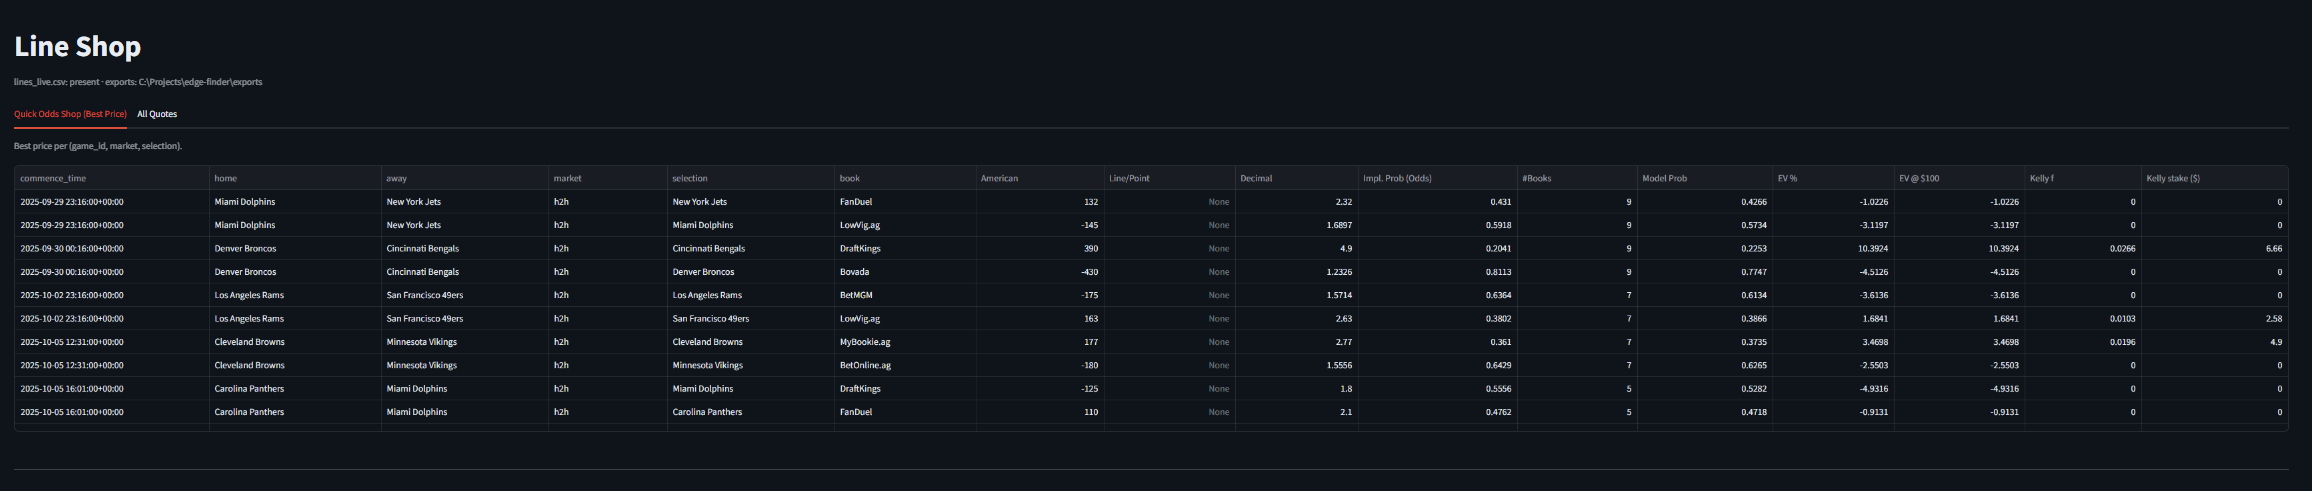 Line Shop
lines_live.csv: present · exports: C:\Projects\edge-finder\exports
Quick Odds Shop (Best Price) All Quotes
Best price per (game_id, market, selection).
commence_time home away market selection book American Line/Point Decimal Impl. Prob (Odds) #Books Model Prob EV % EV @ $100 Kelly f Kelly stake ($)
2025-09-29 23:16:00+00:00 Miami Dolphins New York Jets h2h New York Jets FanDuel 132 None 2.32 0.431 9 0.4266 -1.0226 -1.0226 0 0
2025-09-29 23:16:00+00:00 Miami Dolphins New York Jets h2h Miami Dolphins LowVig.ag -145 None 1.6897 0.5918 9 0.5734 -3.1197 -3.1197 0 0
2025-09-30 00:16:00+00:00 Denver Broncos Cincinnati Bengals h2h Cincinnati Bengals DraftKings 390 None 4.9 0.2041 9 0.2253 10.3924 10.3924 0.0266 6.66
2025-09-30 00:16:00+00:00 Denver Broncos Cincinnati Bengals h2h Denver Broncos Bovada -430 None 1.2326 0.8113 9 0.7747 -4.5126 -4.5126 0 0
2025-10-02 23:16:00+00:00 Los Angeles Rams San Francisco 49ers h2h Los Angeles Rams BetMGM -175 None 1.5714 0.6364 7 0.6134 -3.6136 -3.6136 0 0
2025-10-02 23:16:00+00:00 Los Angeles Rams San Francisco 49ers h2h San Francisco 49ers LowVig.ag 163 None 2.63 0.3802 7 0.3866 1.6841 1.6841 0.0103 2.58
2025-10-05 12:31:00+00:00 Cleveland Browns Minnesota Vikings h2h Cleveland Browns MyBookie.ag 177 None 2.77 0.361 7 0.3735 3.4698 3.4698 0.0196 4.9
2025-10-05 12:31:00+00:00 Cleveland Browns Minnesota Vikings h2h Minnesota Vikings BetOnline.ag -180 None 1.5556 0.6429 7 0.6265 -2.5503 -2.5503 0 0
2025-10-05 16:01:00+00:00 Carolina Panthers Miami Dolphins h2h Miami Dolphins DraftKings -125 None 1.8 0.5556 5 0.5282 -4.9316 -4.9316 0 0
2025-10-05 16:01:00+00:00 Carolina Panthers Miami Dolphins h2h Carolina Panthers FanDuel 110 None 2.1 0.4762 5 0.4718 -0.9131 -0.9131 0 0